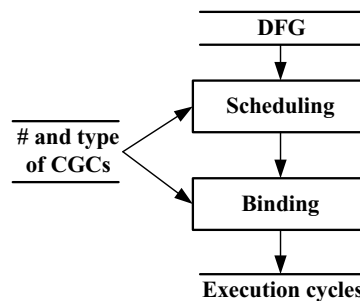 DFG
Scheduling
# and type
of CGCs
Binding
Execution cycles